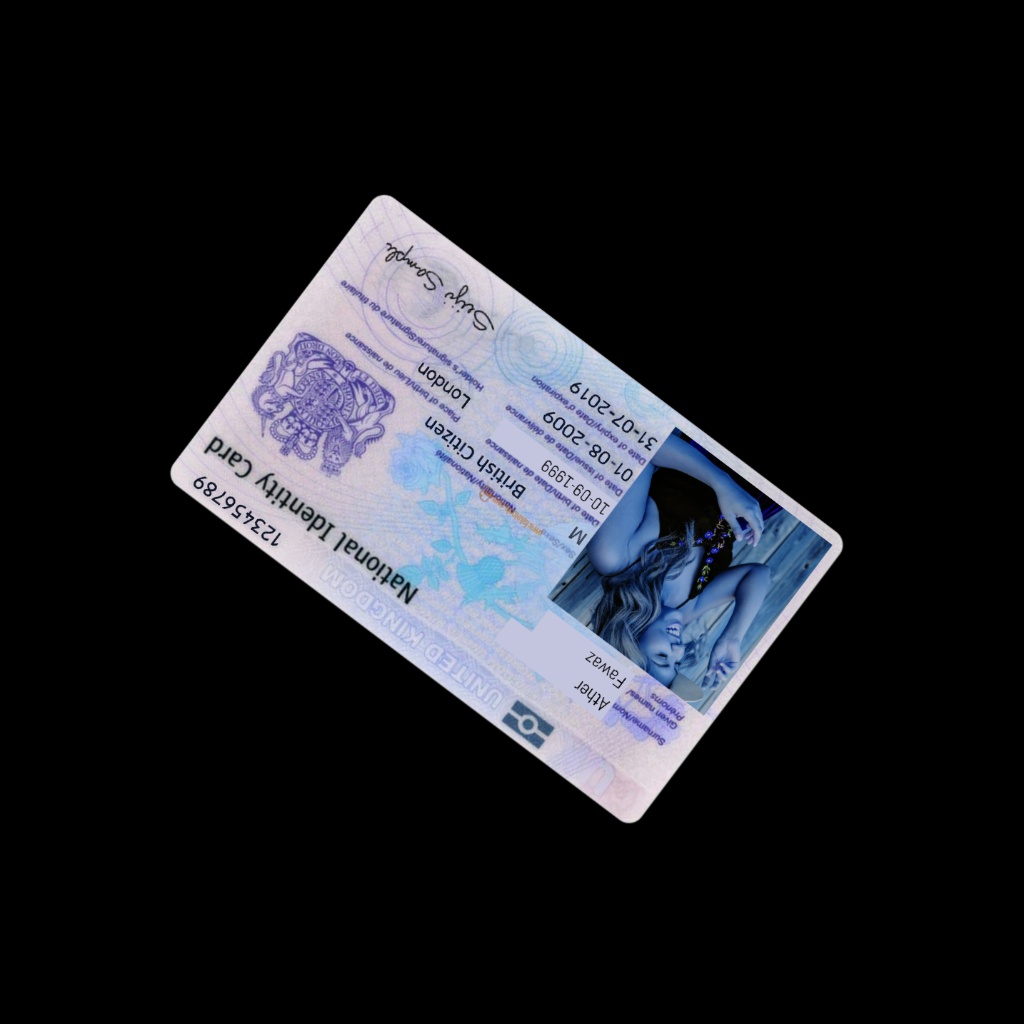 UNITED KINGDOM
National Identity Card
123456789
Surname/Nom
Ather
Given names/
Prénoms
Fawaz
Sex/Sexe
M
Nationality/Nationalité
British Citizen
Date of birth/Date de naissance
10-09-1999
Place of birth/Lieu de naissance
London
Date of issue/Date de délivrance
01-08-2009
Date of expiry/Date d'expiration
31-07-2019
Holder's signature/Signature du titulaire
Sample